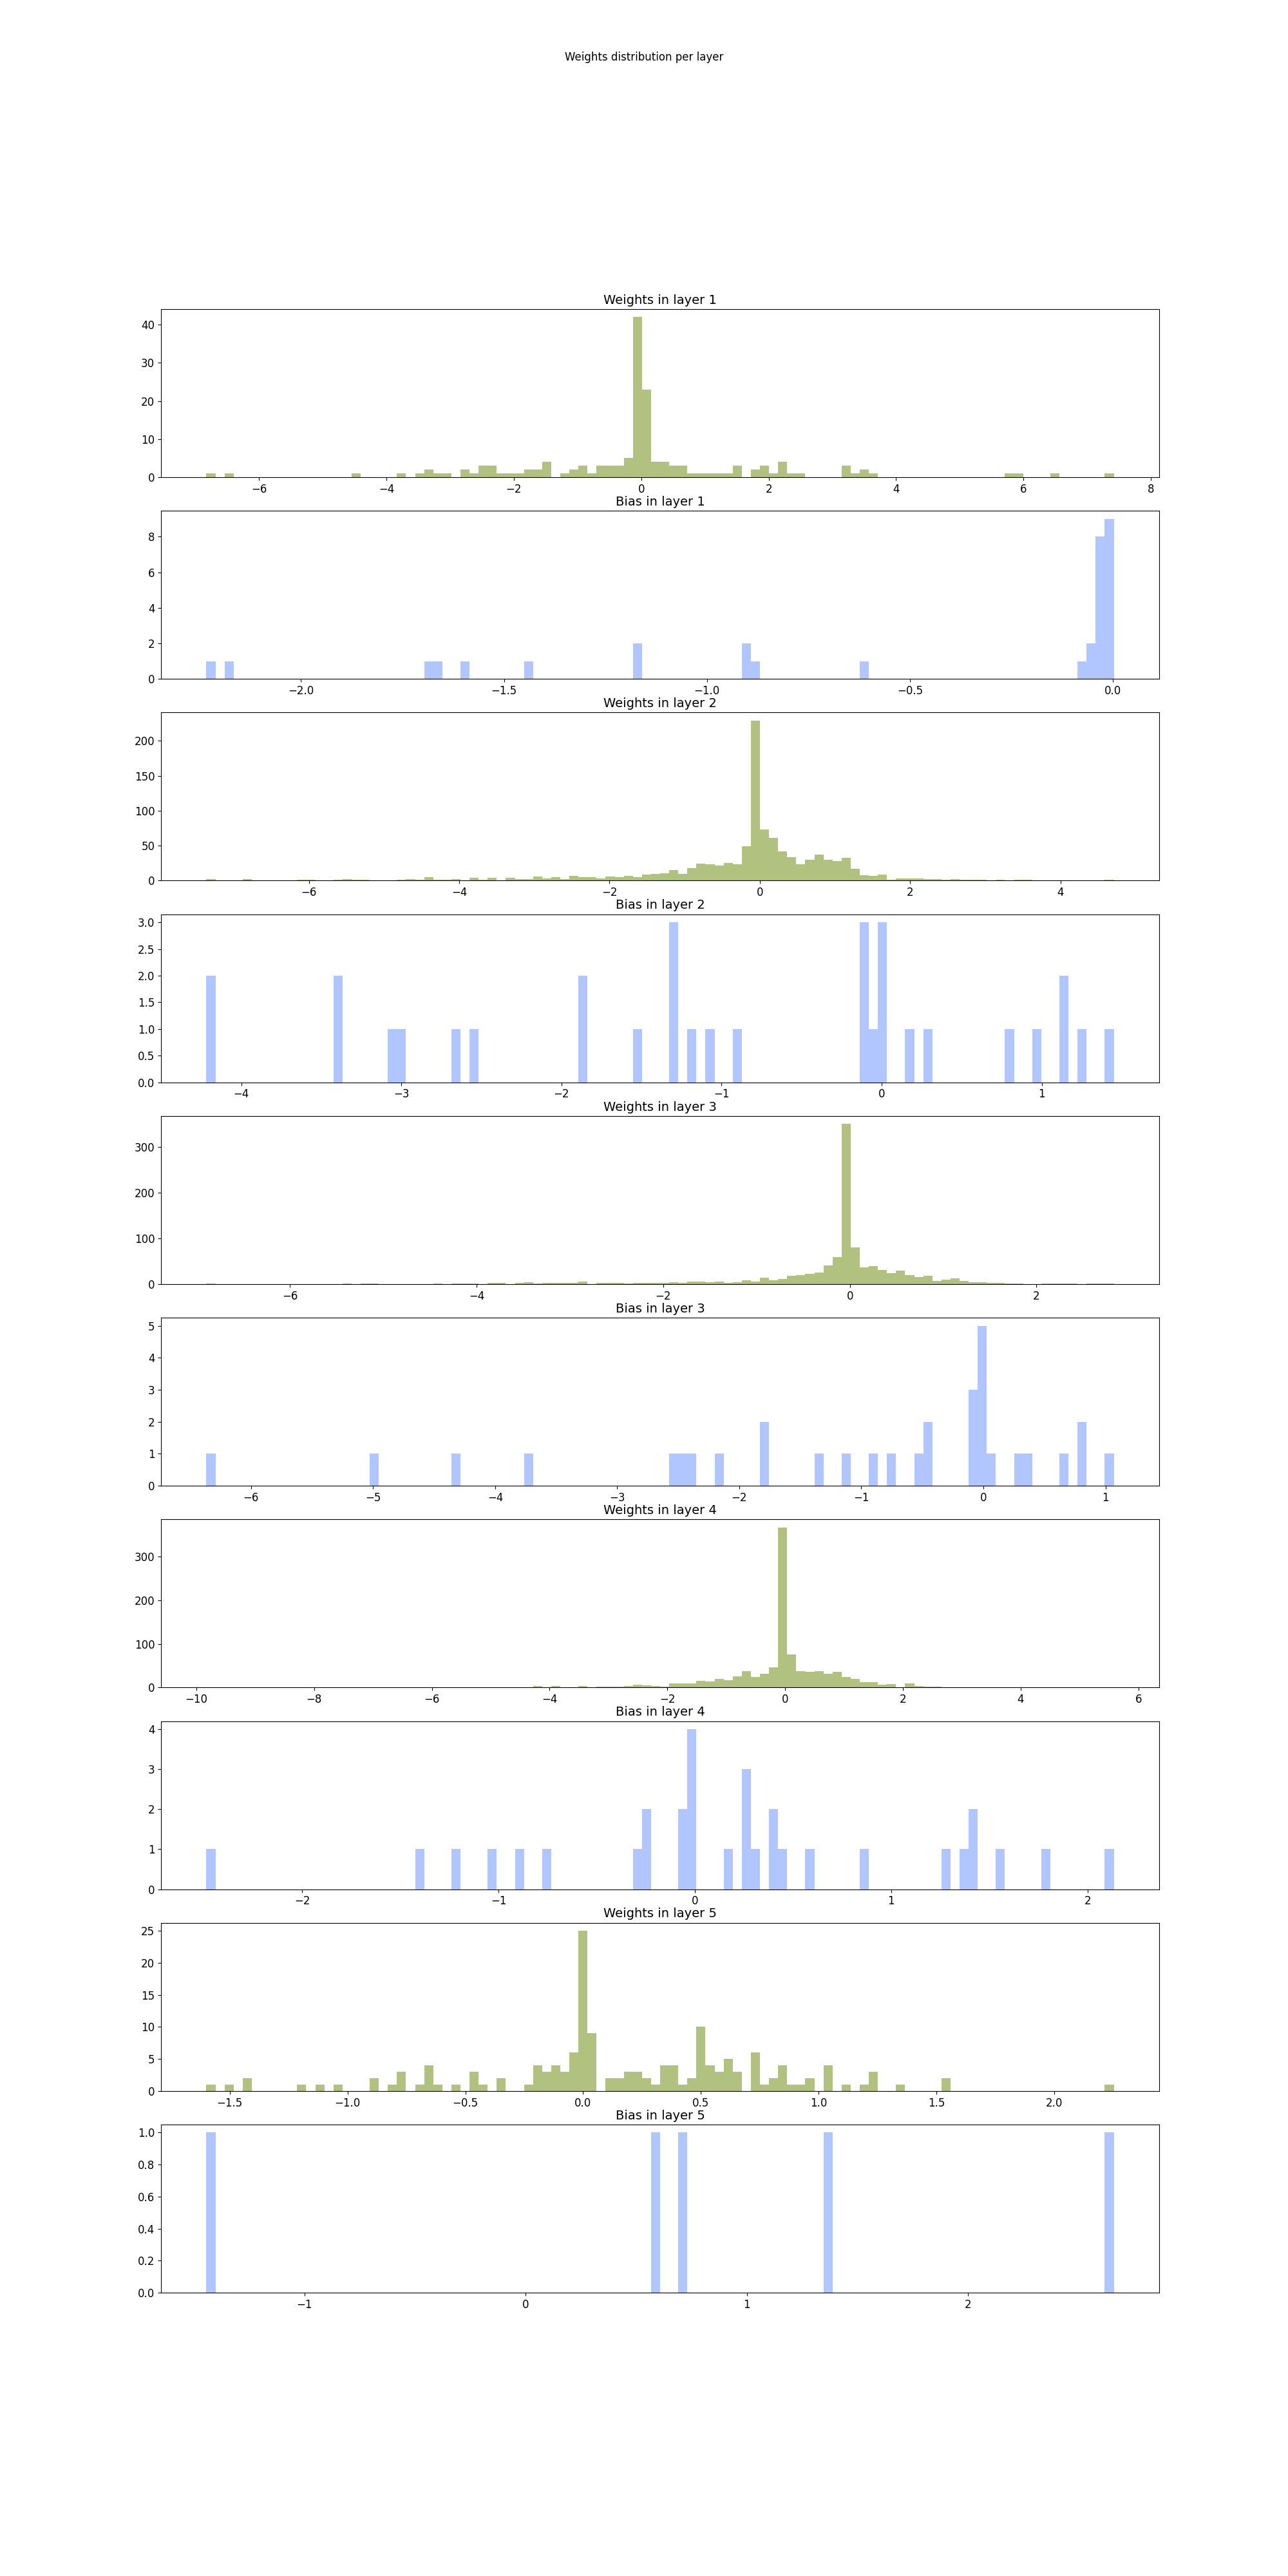 Weights distribution per layer
Weights in layer 1
40
30
20
10
0
−6 −4 −2 0 2 4 6 8
Bias in layer 1
8
6
4
2
0
−2.0 −1.5 −1.0 −0.5 0.0
Weights in layer 2
200
150
100
50
0
−6 −4 −2 0 2 4
Bias in layer 2
3.0
2.5
2.0
1.5
1.0
0.5
0.0
−4 −3 −2 −1 0 1
Weights in layer 3
300
200
100
0
−6 −4 −2 0 2
Bias in layer 3
5
4
3
2
1
0
−6 −5 −4 −3 −2 −1 0 1
Weights in layer 4
300
200
100
0
−10 −8 −6 −4 −2 0 2 4 6
Bias in layer 4
4
3
2
1
0
−2 −1 0 1 2
Weights in layer 5
25
20
15
10
5
0
−1.5 −1.0 −0.5 0.0 0.5 1.0 1.5 2.0
Bias in layer 5
1.0
0.8
0.6
0.4
0.2
0.0
−1 0 1 2